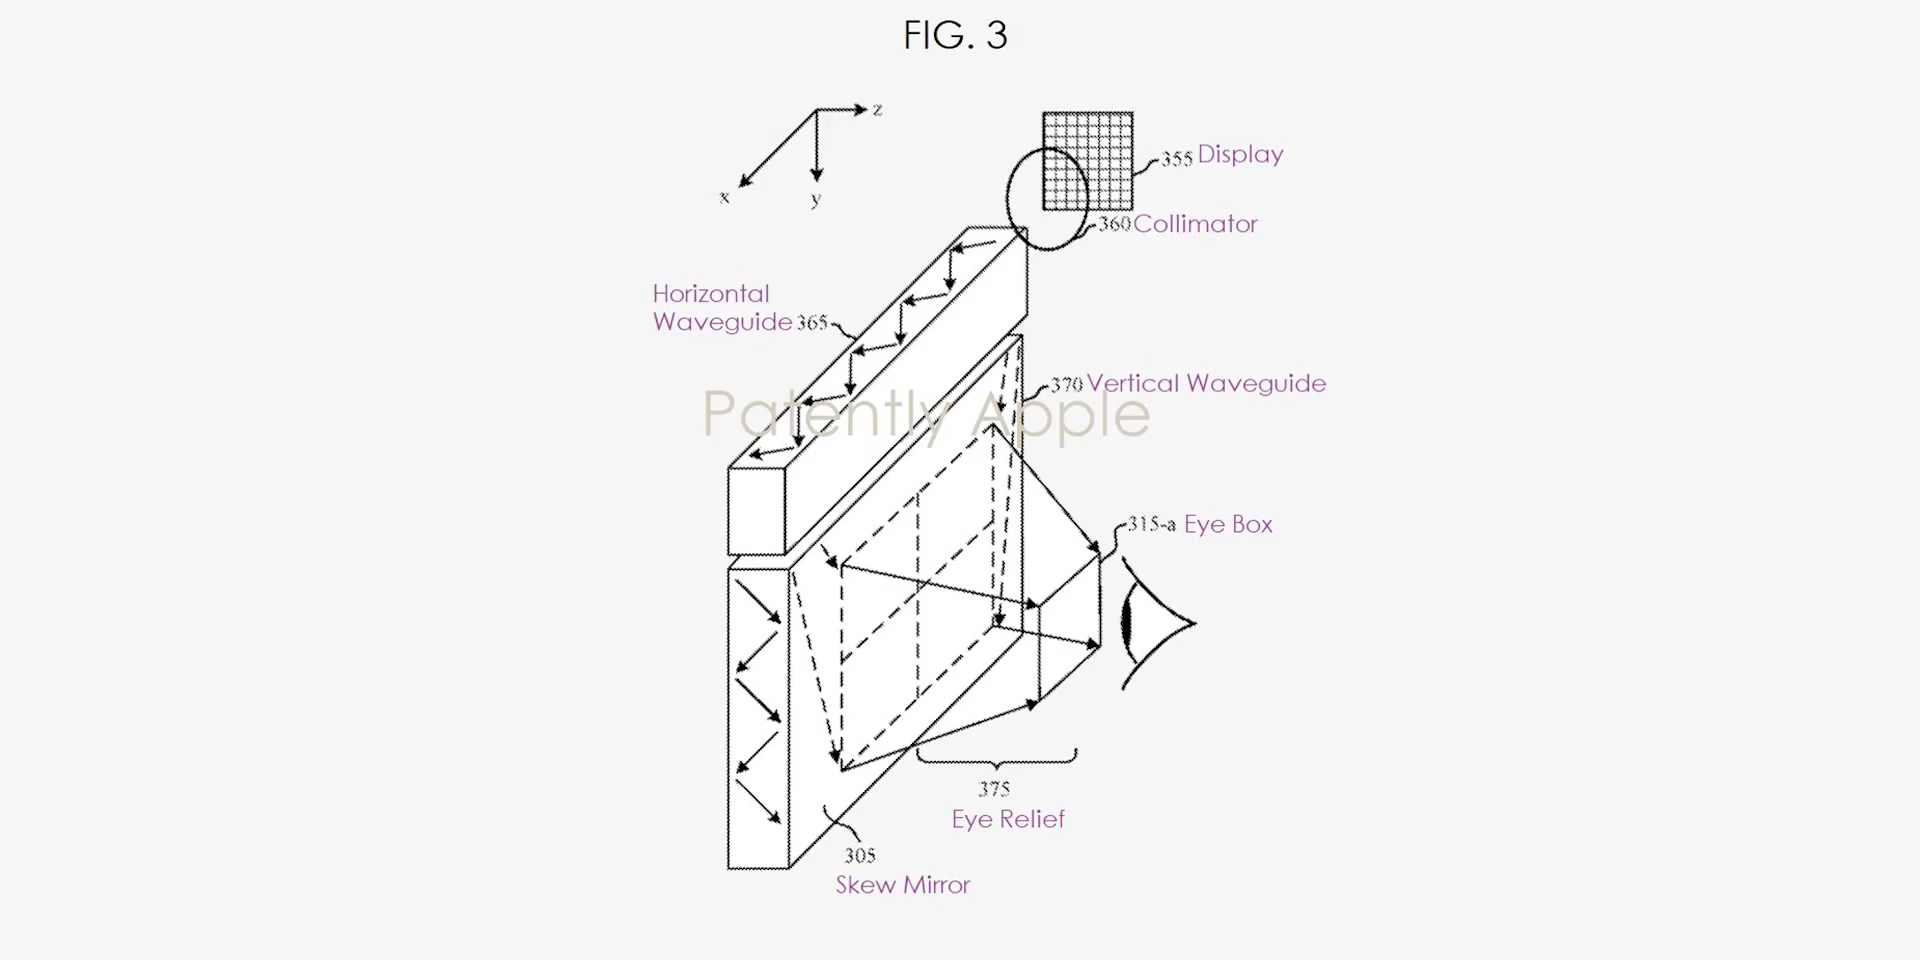 FIG. 3
z
x
y
355 Display
360 Collimator
Horizontal
Waveguide 365
370 Vertical Waveguide
Patently Apple
315-a Eye Box
375
Eye Relief
305
Skew Mirror